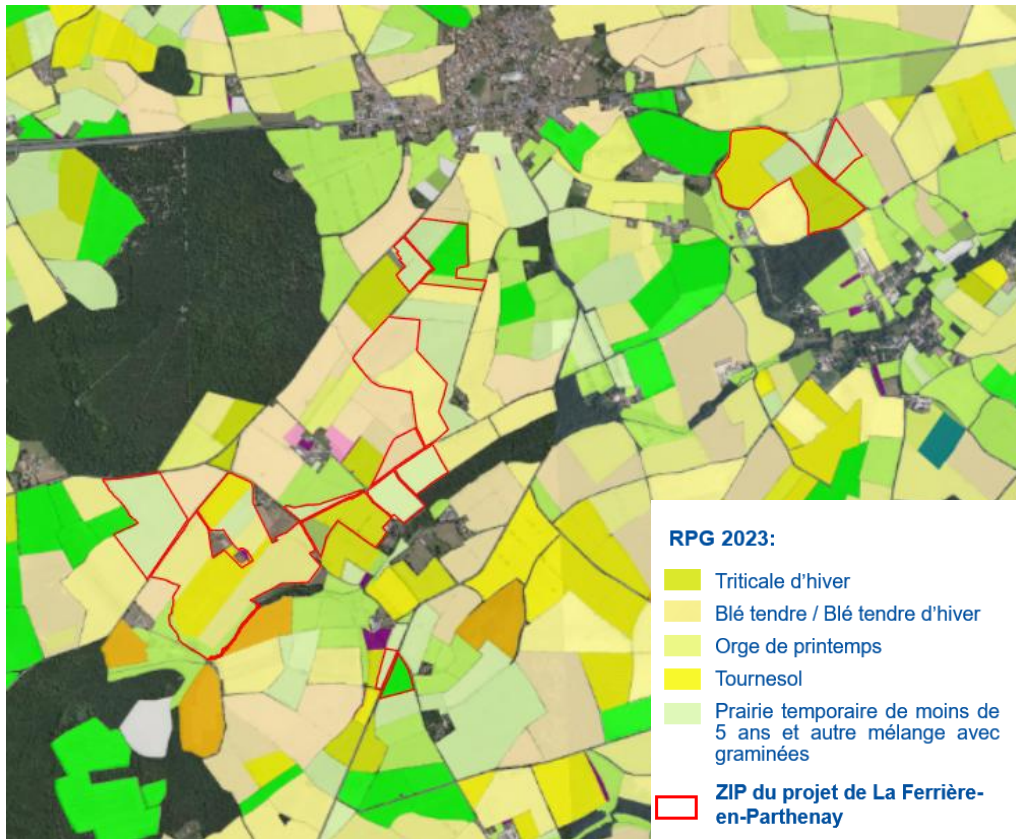 RPG 2023:
Triticale d'hiver
Blé tendre / Blé tendre d'hiver
Orge de printemps
Tournesol
Prairie temporaire de moins de
5 ans et autre mélange avec
graminées
ZIP du projet de La Ferrière-
en-Parthenay